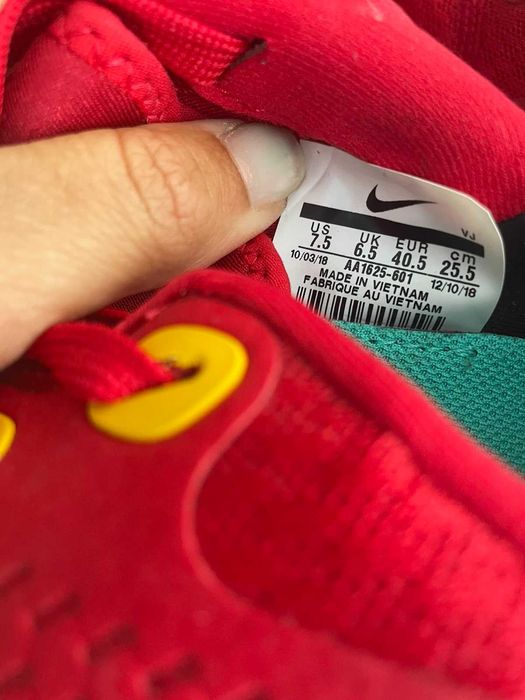 VJ
US UK EUR cm
7.5 6.5 40.5 25.5
10/03/18 AA1625-601 12/10/18
MADE IN VIETNAM
FABRIQUE AU VIETNAM